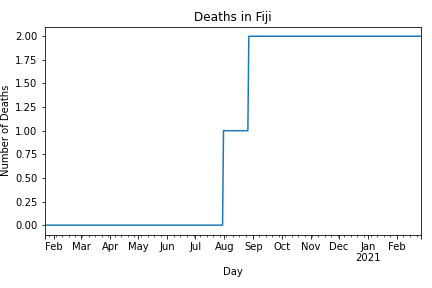 Deaths in Fiji
2.00
1.75
1.50
1.25
1.00
0.75
0.50
0.25
0.00
Number of Deaths
Feb Mar Apr May Jun Jul Aug Sep Oct Nov Dec Jan Feb
2021
Day